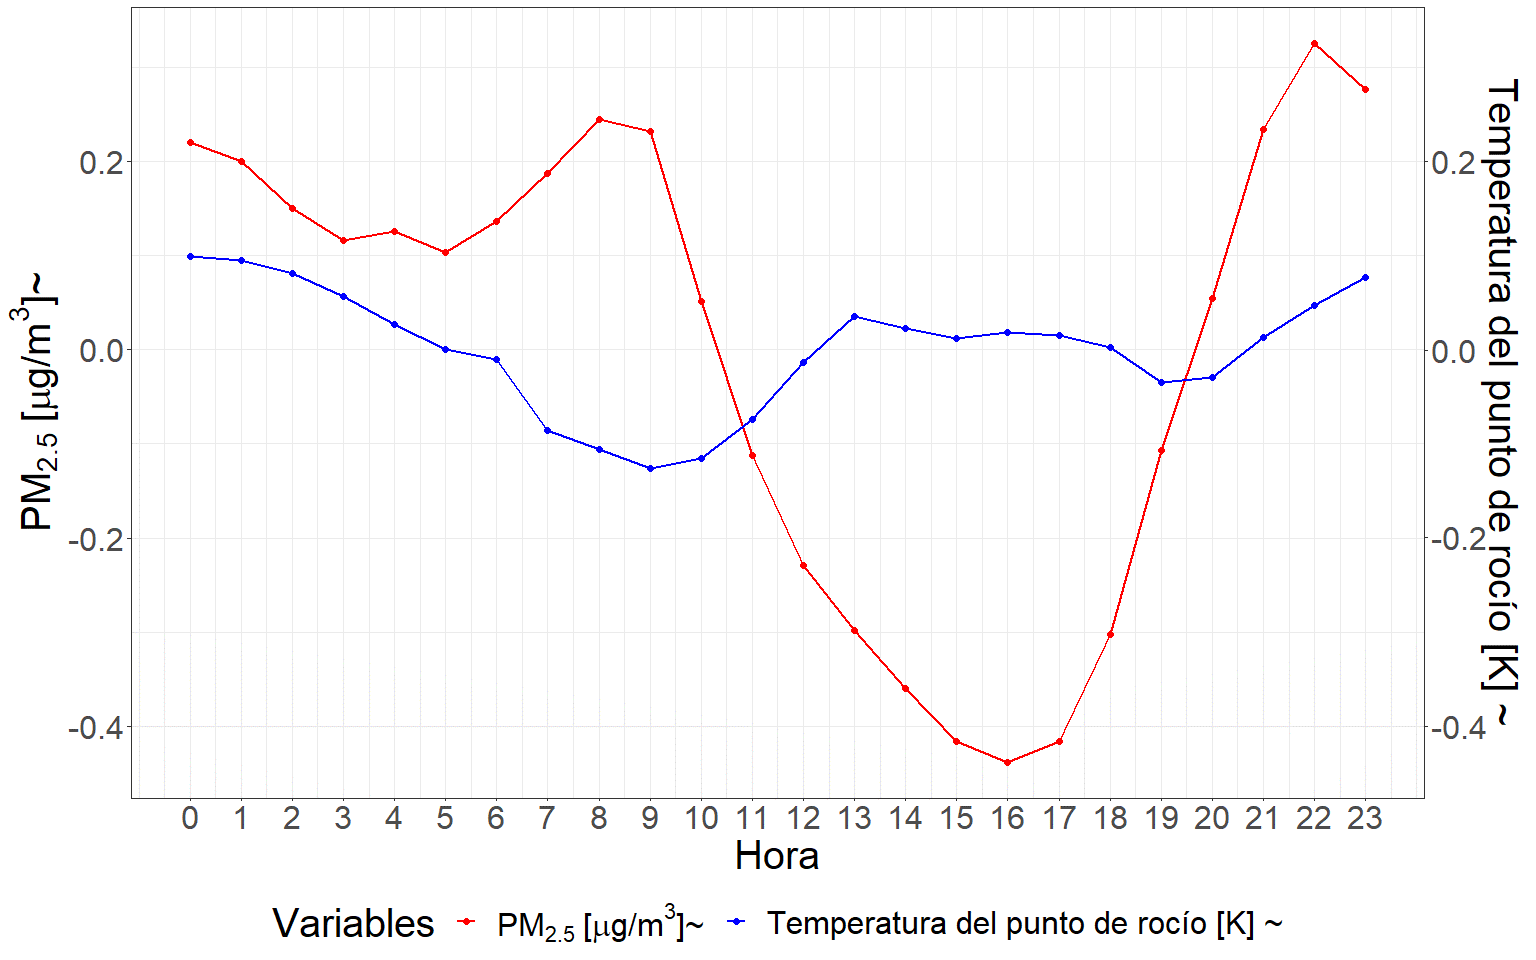 PM2.5 [μg/m3]~
0.2
0.0
-0.2
-0.4
0.2
0.0
-0.2
-0.4
Temperatura del punto de rocío [K] ~
0 1 2 3 4 5 6 7 8 9 10 11 12 13 14 15 16 17 18 19 20 21 22 23
Hora
Variables PM2.5 [μg/m3]~ Temperatura del punto de rocío [K] ~